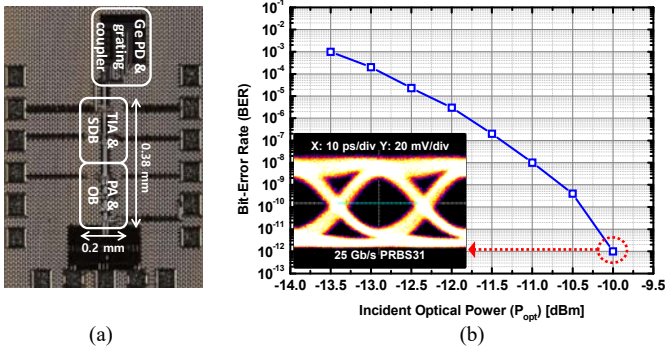 Ge PD &
grating
coupler
TIA &
SDB
PA &
OB
0.38 mm
0.2 mm
(a)
Bit-Error Rate (BER)
10⁻¹
10⁻²
10⁻³
10⁻⁴
10⁻⁵
10⁻⁶
10⁻⁷
10⁻⁸
10⁻⁹
10⁻¹⁰
10⁻¹¹
10⁻¹²
10⁻¹³
X: 10 ps/div Y: 20 mV/div
25 Gb/s PRBS31
-14.0 -13.5 -13.0 -12.5 -12.0 -11.5 -11.0 -10.5 -10.0 -9.5
Incident Optical Power (Pₒₚₜ) [dBm]
(b)